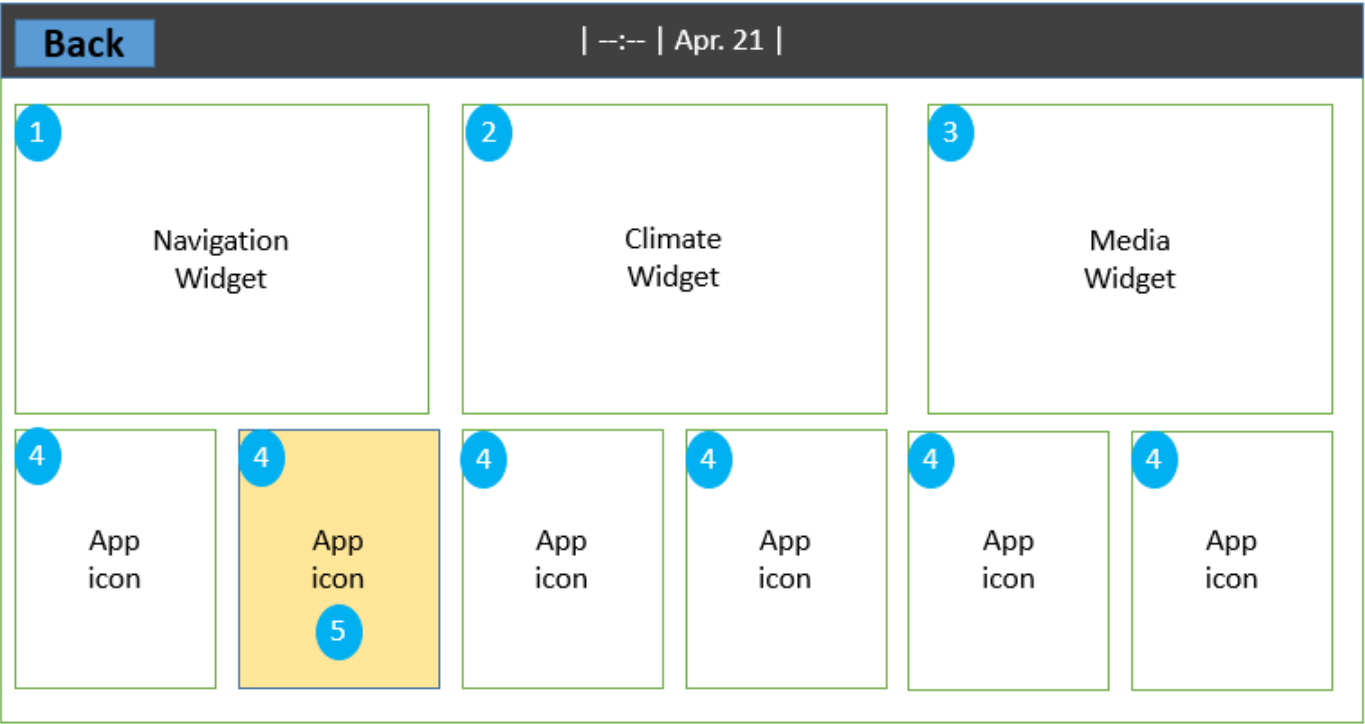 Back
| --:-- | Apr. 21 |
1
Navigation
Widget
2
Climate
Widget
3
Media
Widget
4
App
icon
4
App
icon
5
4
App
icon
4
App
icon
4
App
icon
4
App
icon